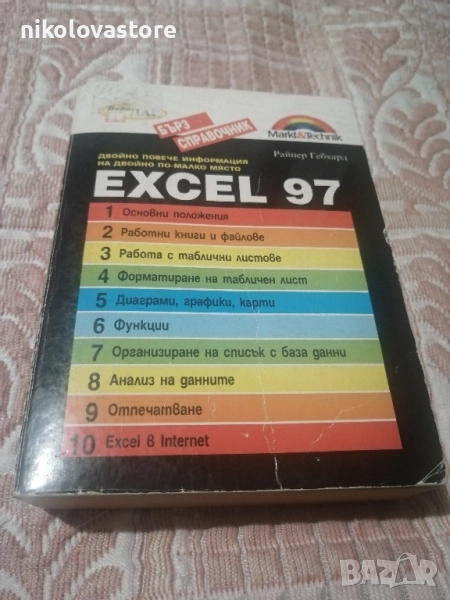 nikolovastore
БЪРЗ
СПРАВОЧНИК
Markt&Technik
Райнер Гебхард
ДВОЙНО ПОВЕЧЕ ИНФОРМАЦИЯ
НА ДВОЙНО ПО-МАЛКО МЯСТО
EXCEL 97
1 Основни положения
2 Работни книги и файлове
3 Работа с таблични листове
4 Форматиране на табличен лист
5 Диаграми, графики, карти
6 Функции
7 Организиране на списък с база данни
8 Анализ на данните
9 Отпечатване
10 Excel в Internet
BAZAR